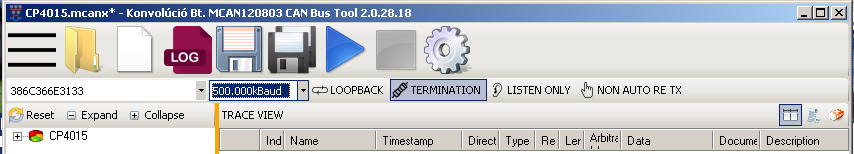 CP4015.mcanx* - Konvolúció Bt. MCAN120803 CAN Bus Tool 2.0.28.18
LOG
386C366E3133 500.000kBaud LOOPBACK TERMINATION LISTEN ONLY NON AUTO RE TX
Reset Expand Collapse TRACE VIEW
CP4015 Ind Name Timestamp Direct Type Re Ler Arbitra Data Docume Description